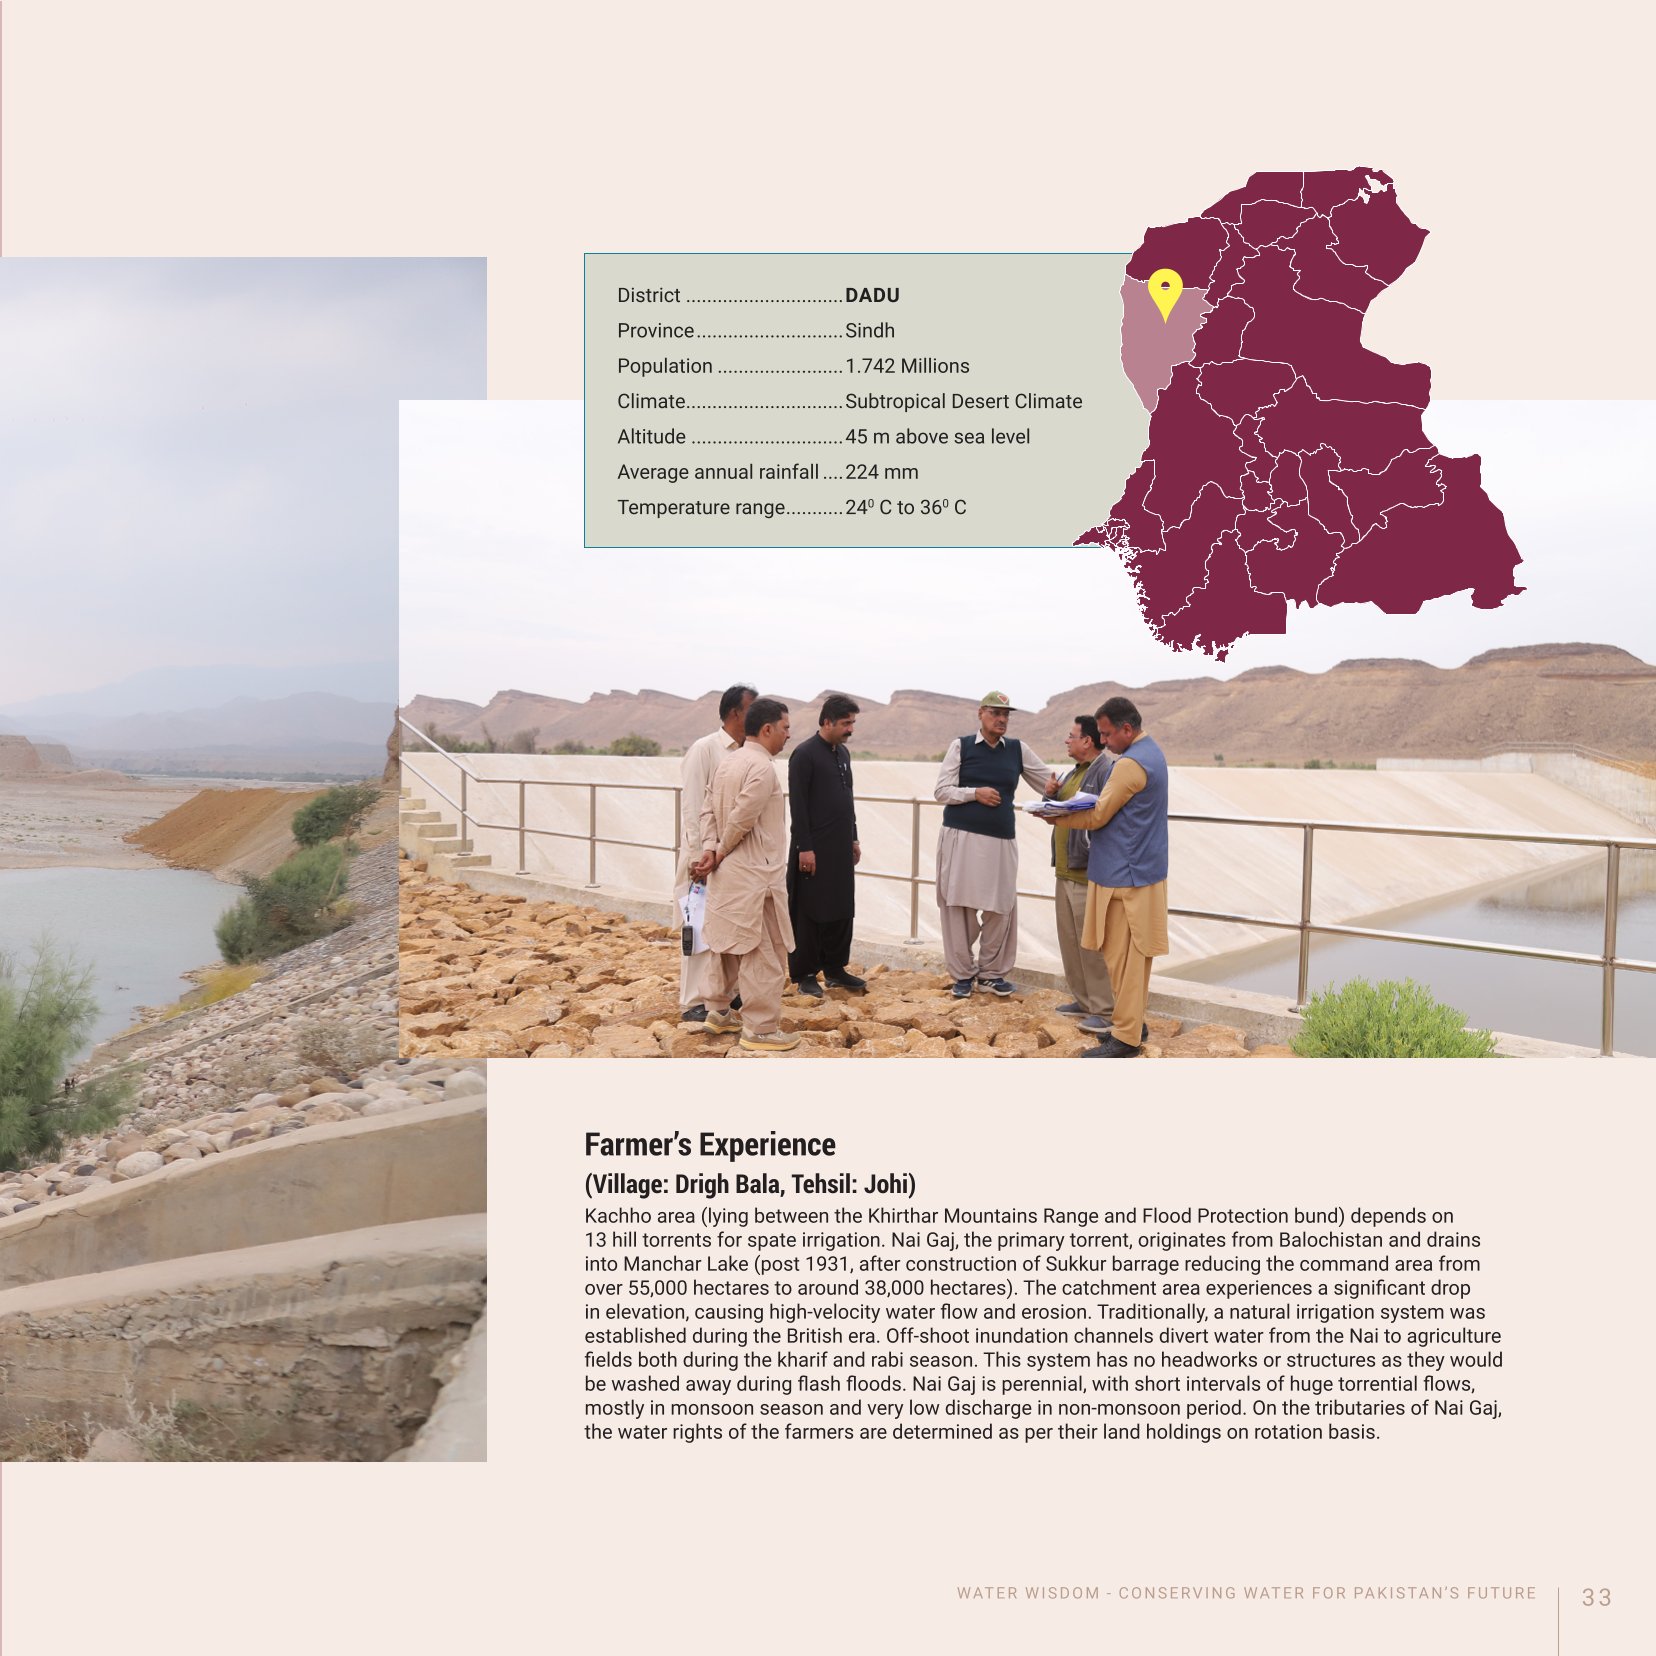 District ..............................DADU
Province............................Sindh
Population ........................1.742 Millions
Climate..............................Subtropical Desert Climate
Altitude .............................45 m above sea level
Average annual rainfall ....224 mm
Temperature range...........24⁰ C to 36⁰ C
Farmer’s Experience
(Village: Drigh Bala, Tehsil: Johi)
Kachho area (lying between the Khirthar Mountains Range and Flood Protection bund) depends on
13 hill torrents for spate irrigation. Nai Gaj, the primary torrent, originates from Balochistan and drains
into Manchar Lake (post 1931, after construction of Sukkur barrage reducing the command area from
over 55,000 hectares to around 38,000 hectares). The catchment area experiences a significant drop
in elevation, causing high-velocity water flow and erosion. Traditionally, a natural irrigation system was
established during the British era. Off-shoot inundation channels divert water from the Nai to agriculture
fields both during the kharif and rabi season. This system has no headworks or structures as they would
be washed away during flash floods. Nai Gaj is perennial, with short intervals of huge torrential flows,
mostly in monsoon season and very low discharge in non-monsoon period. On the tributaries of Nai Gaj,
the water rights of the farmers are determined as per their land holdings on rotation basis.
WATER WISDOM - CONSERVING WATER FOR PAKISTAN’S FUTURE
33